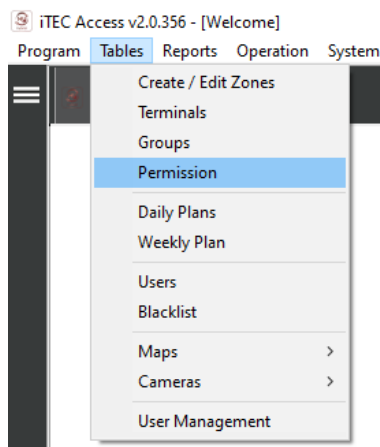 iTEC Access v2.0.356 - [Welcome]
Program Tables Reports Operation System
Create / Edit Zones
Terminals
Groups
Permission
Daily Plans
Weekly Plan
Users
Blacklist
Maps
Cameras
User Management